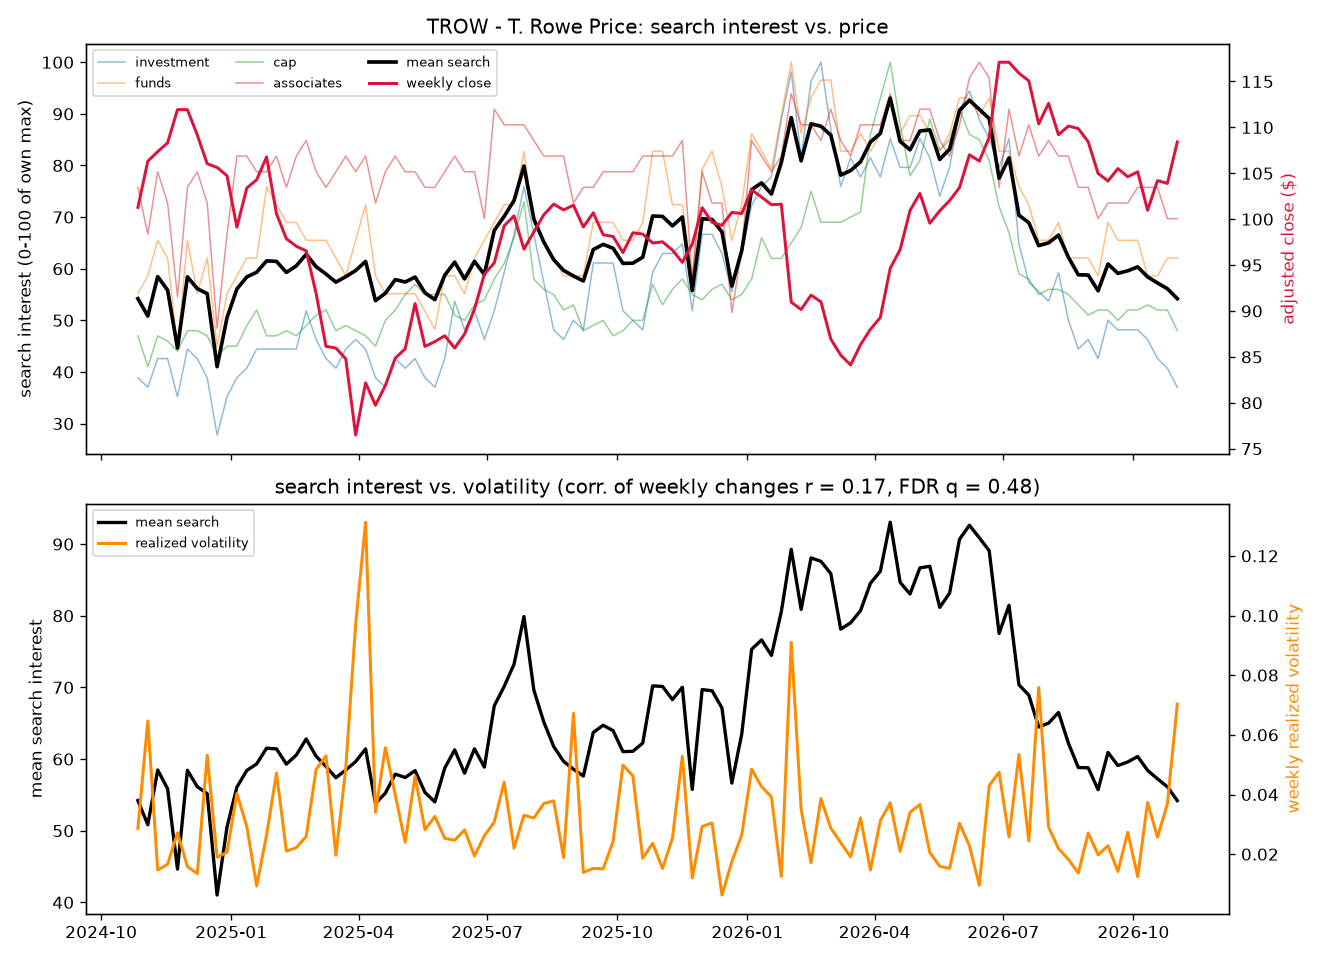 TROW - T. Rowe Price: search interest vs. price
investment
funds
cap
associates
mean search
weekly close
search interest (0-100 of own max)
100
90
80
70
60
50
40
30
115
110
105
100
95
90
85
80
75
adjusted close ($)
search interest vs. volatility (corr. of weekly changes r = 0.17, FDR q = 0.48)
mean search
realized volatility
mean search interest
90
80
70
60
50
40
0.12
0.10
0.08
0.06
0.04
0.02
weekly realized volatility
2024-10
2025-01
2025-04
2025-07
2025-10
2026-01
2026-04
2026-07
2026-10